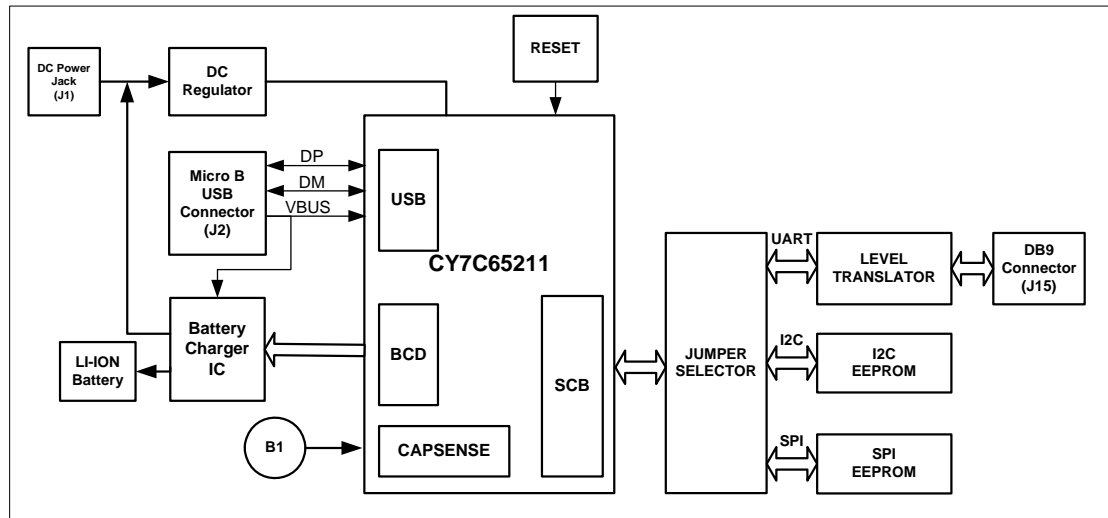 DC Power
Jack
(J1)
DC
Regulator
RESET
Micro B
USB
Connector
(J2)
DP
DM
VBUS
USB
CY7C65211
Battery
Charger
IC
LI-ION
Battery
BCD
SCB
B1
CAPSENSE
JUMPER
SELECTOR
UART
LEVEL
TRANSLATOR
DB9
Connector
(J15)
I2C
I2C
EEPROM
SPI
SPI
EEPROM